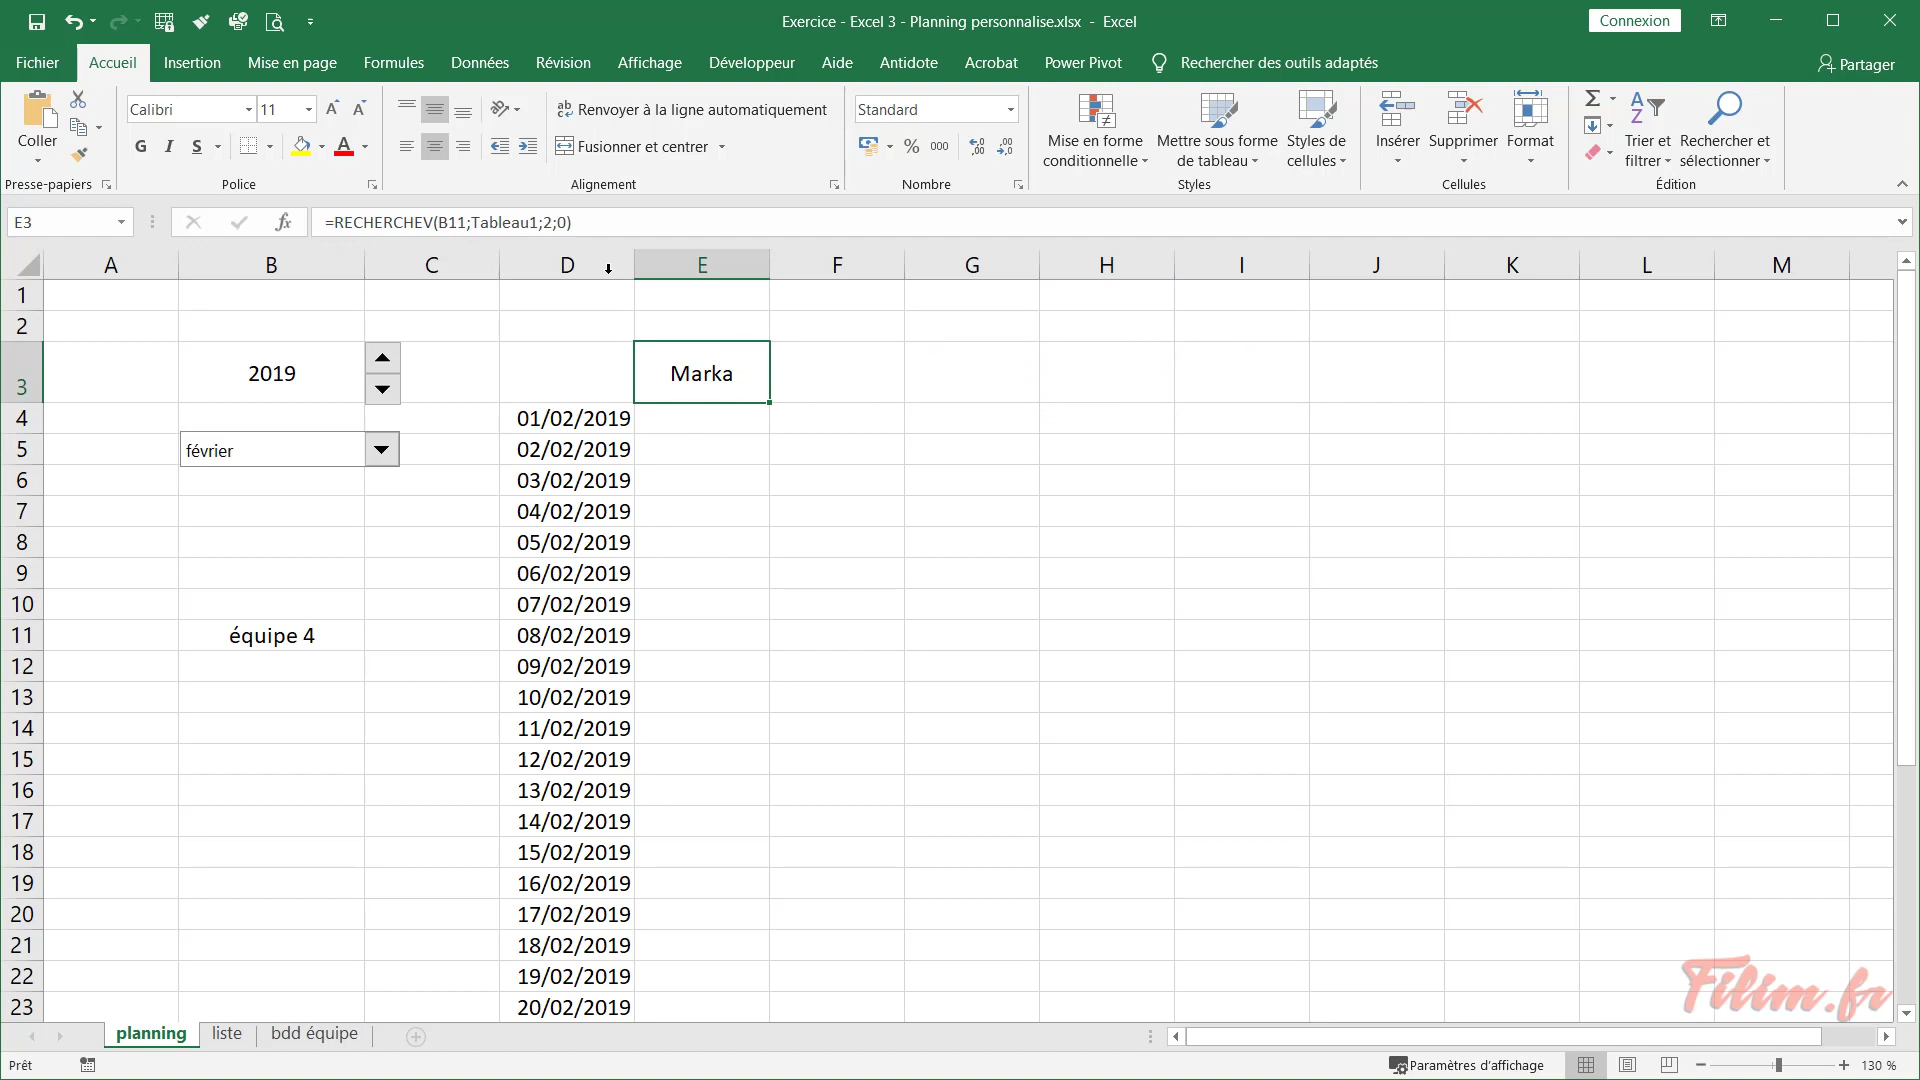 Exercice - Excel 3 - Planning personnalise.xlsx - Excel
Connexion
Fichier Accueil Insertion Mise en page Formules Données Révision Affichage Développeur Aide Antidote Acrobat Power Pivot Rechercher des outils adaptés Partager
Coller
Presse-papiers
Calibri 11
G I S
Police
Renvoyer à la ligne automatiquement
Fusionner et centrer
Alignement
Standard
% 000
Nombre
Mise en forme conditionnelle
Mettre sous forme de tableau
Styles de cellules
Styles
Insérer Supprimer Format
Cellules
Trier et filtrer
Rechercher et sélectionner
Édition
E3 fx =RECHERCHEV(B11;Tableau1;2;0)
A B C D E F G H I J K L M
1
2
3 2019 Marka
4 01/02/2019
5 février 02/02/2019
6 03/02/2019
7 04/02/2019
8 05/02/2019
9 06/02/2019
10 07/02/2019
11 équipe 4 08/02/2019
12 09/02/2019
13 10/02/2019
14 11/02/2019
15 12/02/2019
16 13/02/2019
17 14/02/2019
18 15/02/2019
19 16/02/2019
20 17/02/2019
21 18/02/2019
22 19/02/2019
23 20/02/2019
Filim.fr
planning liste bdd équipe
Prêt Paramètres d'affichage 130 %